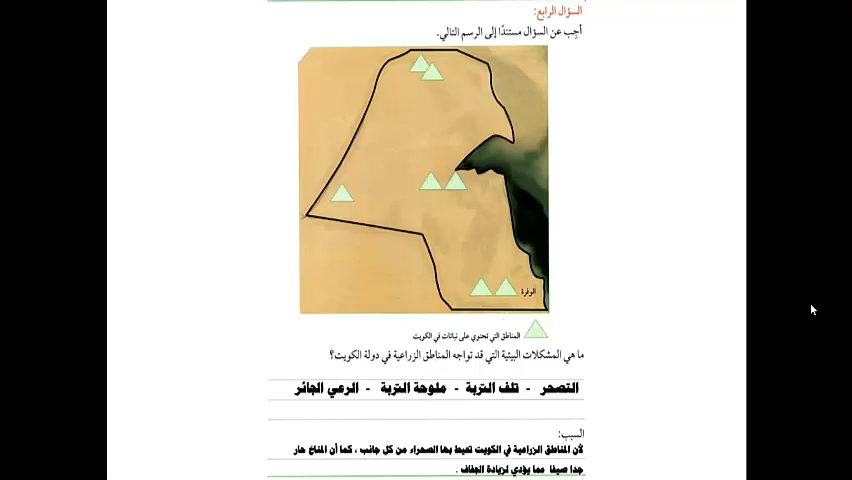 السؤال الرابع:
أجب عن السؤال مستندًا إلى الرسم التالي.
الوفرة
المناطق التي تحتوي على نباتات في الكويت
ما هي المشكلات البيئية التي قد تواجه المناطق الزراعية في دولة الكويت؟
التصحر - تلف التربة - ملوحة التربة - الرعي الجائر
السبب:
لأن المناطق الزراعية في الكويت تحيط بها الصحراء من كل جانب ، كما أن المناخ حار
جدا صيفا مما يؤدي لزيادة الجفاف .